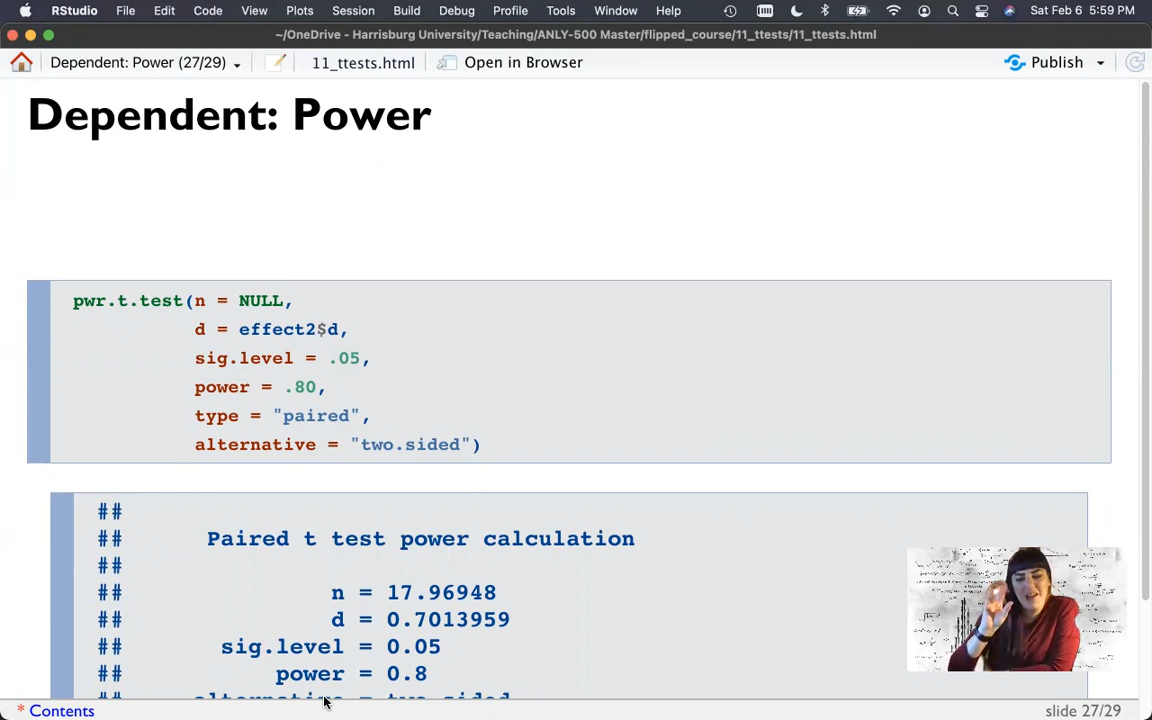 RStudio File Edit Code View Plots Session Build Debug Profile Tools Window Help Sat Feb 6 5:59 PM
~/OneDrive - Harrisburg University/Teaching/ANLY-500 Master/flipped_course/11_ttests/11_ttests.html
Dependent: Power (27/29) 11_ttests.html Open in Browser Publish
Dependent: Power
pwr.t.test(n = NULL,
d = effect2$d,
sig.level = .05,
power = .80,
type = "paired",
alternative = "two.sided")
##
## Paired t test power calculation
##
## n = 17.96948
## d = 0.7013959
## sig.level = 0.05
## power = 0.8
## alternative = two.sided
* Contents slide 27/29